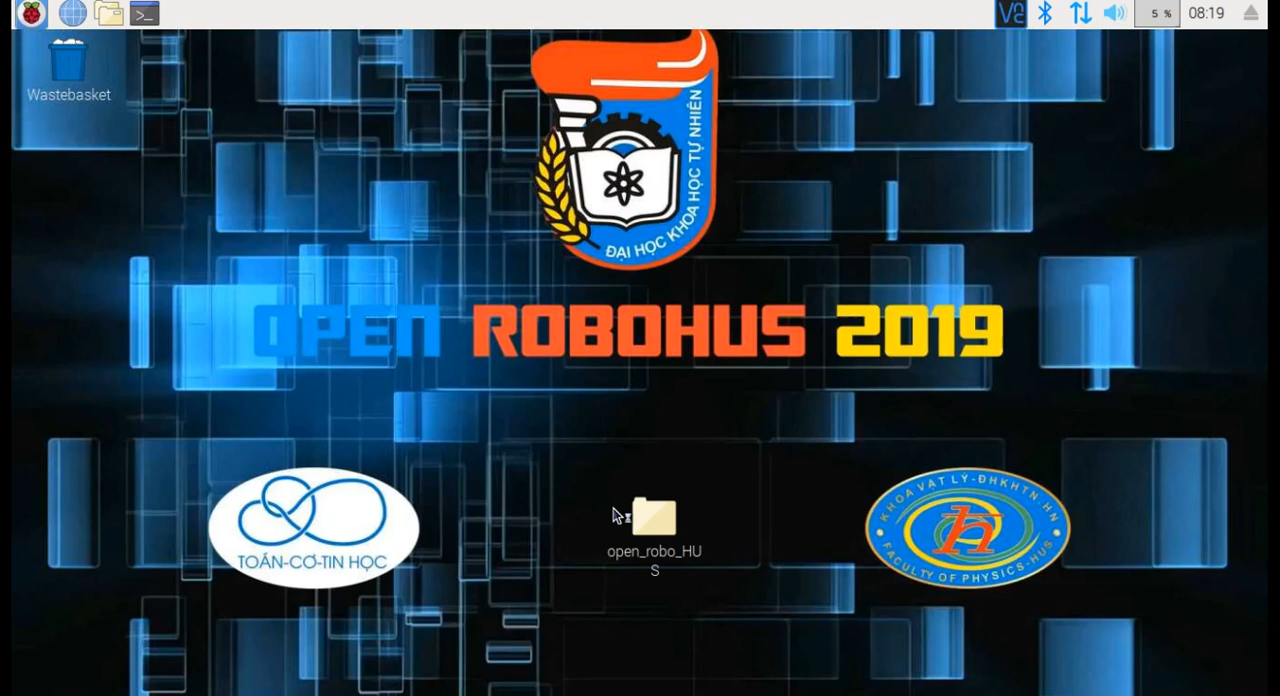 V2
5 %
08:19
Wastebasket
ĐẠI HỌC KHOA HỌC TỰ NHIÊN
OPEN ROBOHUS 2019
TOÁN-CƠ-TIN HỌC
open_robo_HU
S
KHOA VẬT LÝ-ĐHKHTN.HN
h
FACULTY OF PHYSICS-HUS